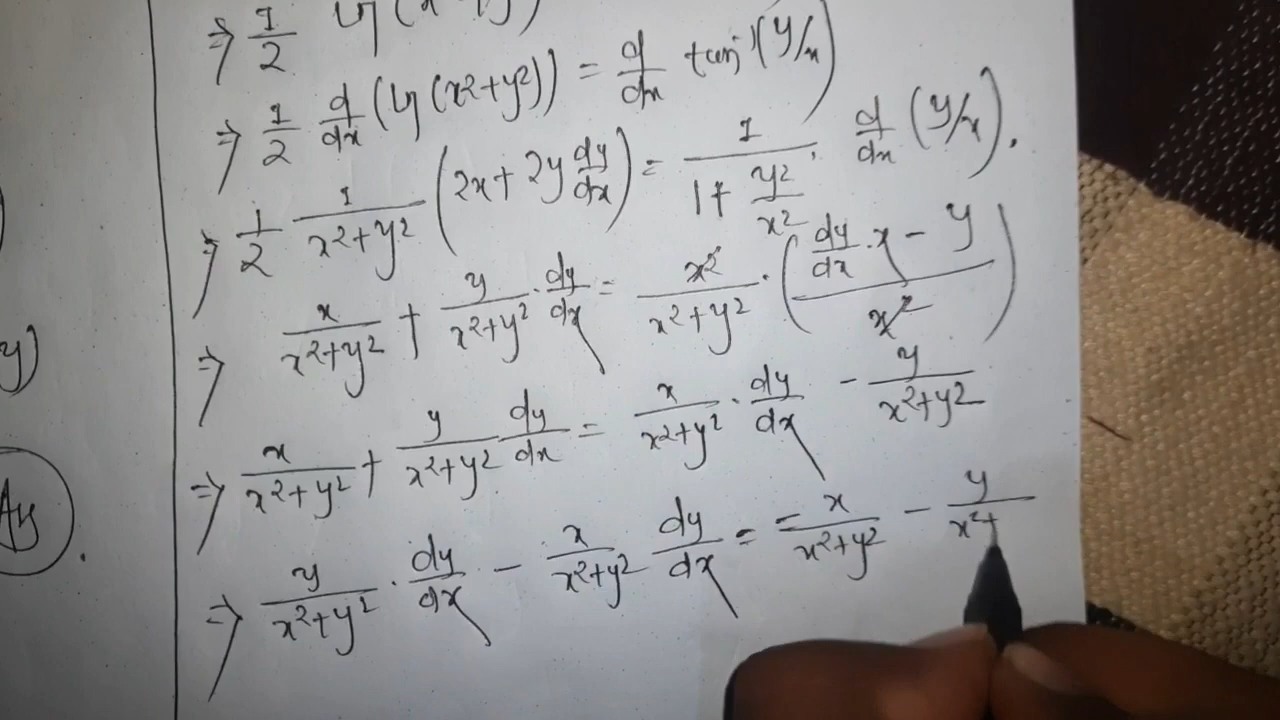 ⇒ 1/2 ln(x²+y²)
⇒ 1/2 d/dx (ln(x²+y²)) = d/dx tan⁻¹(y/x)
⇒ 1/2 1/(x²+y²) (2x+2y dy/dx) = 1/(1+y²/x²) · d/dx (y/x).
⇒ x/(x²+y²) + y/(x²+y²) · dy/dx = x²/(x²+y²) · ((dy/dx · x − y)/x²)
⇒ x/(x²+y²) + y/(x²+y²) dy/dx = x/(x²+y²) · dy/dx − y/(x²+y²)
⇒ y/(x²+y²) · dy/dx − x/(x²+y²) dy/dx = −x/(x²+y²) − y/(x²+
y)
Ans.